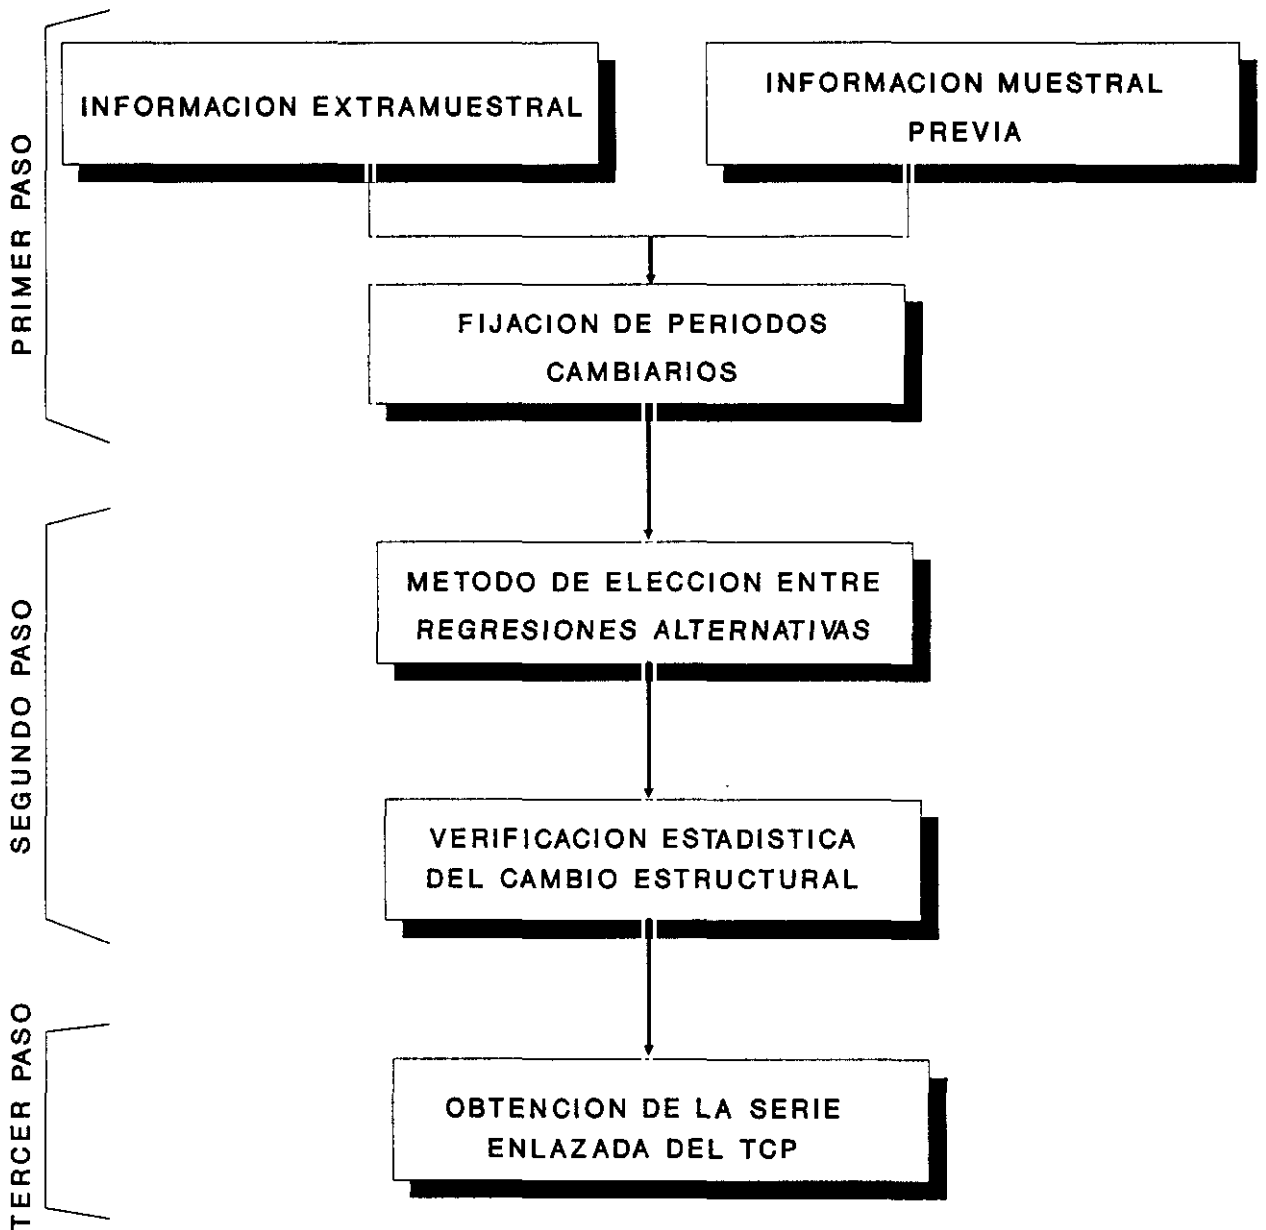 PRIMER PASO
INFORMACION EXTRAMUESTRAL
INFORMACION MUESTRAL
PREVIA
FIJACION DE PERIODOS
CAMBIARIOS
SEGUNDO PASO
METODO DE ELECCION ENTRE
REGRESIONES ALTERNATIVAS
VERIFICACION ESTADISTICA
DEL CAMBIO ESTRUCTURAL
TERCER PASO
OBTENCION DE LA SERIE
ENLAZADA DEL TCP